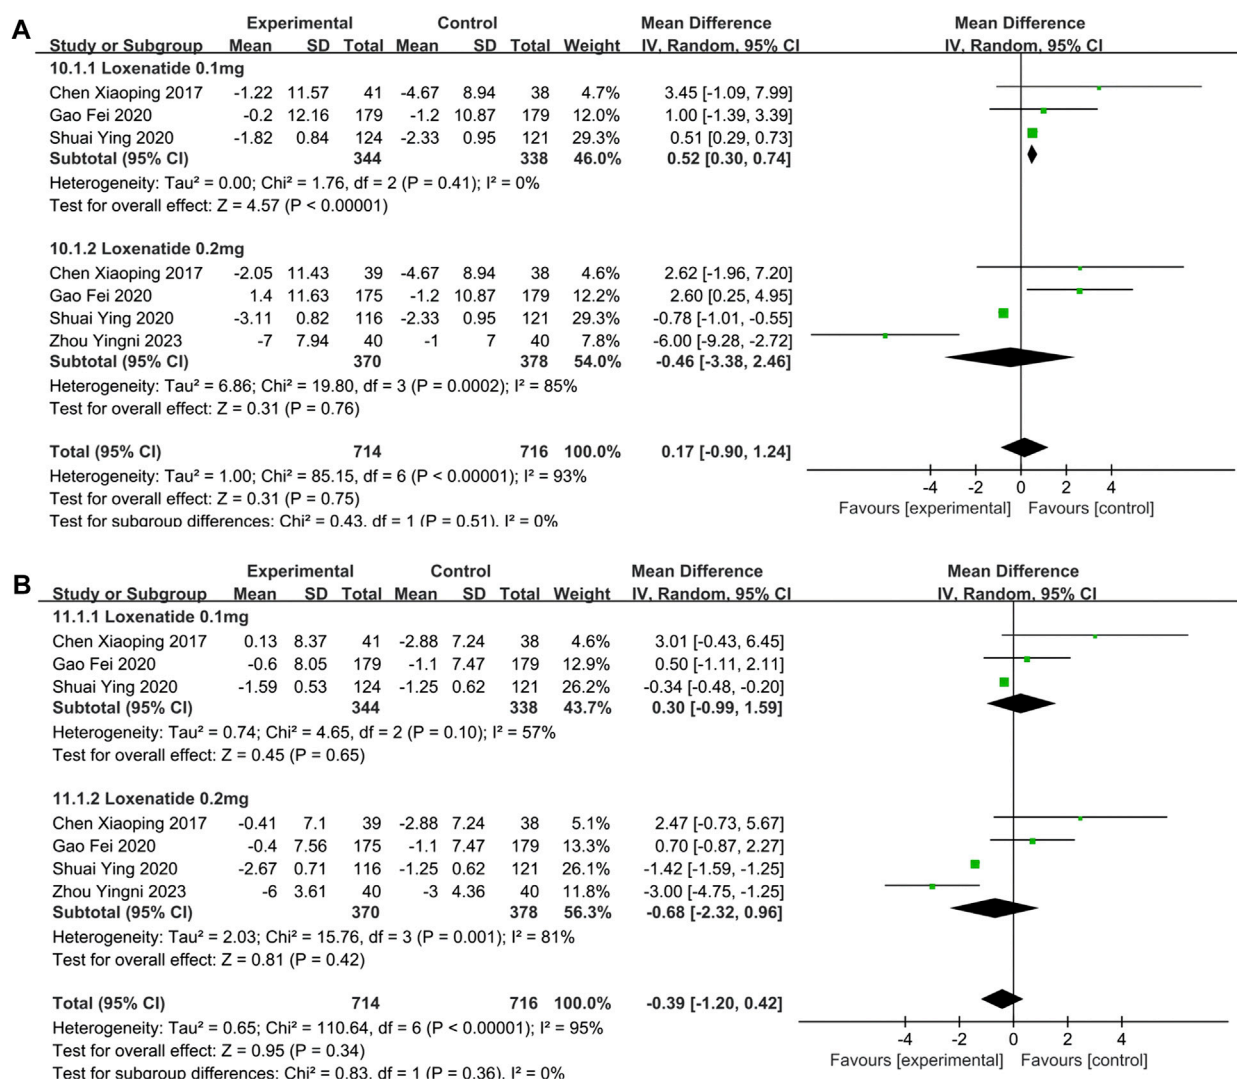 A
Experimental Control Mean Difference Mean Difference
Study or Subgroup Mean SD Total Mean SD Total Weight IV, Random, 95% CI IV, Random, 95% CI
10.1.1 Loxenatide 0.1mg
Chen Xiaoping 2017 -1.22 11.57 41 -4.67 8.94 38 4.7% 3.45 [-1.09, 7.99]
Gao Fei 2020 -0.2 12.16 179 -1.2 10.87 179 12.0% 1.00 [-1.39, 3.39]
Shuai Ying 2020 -1.82 0.84 124 -2.33 0.95 121 29.3% 0.51 [0.29, 0.73]
Subtotal (95% CI) 344 338 46.0% 0.52 [0.30, 0.74]
Heterogeneity: Tau² = 0.00; Chi² = 1.76, df = 2 (P = 0.41); I² = 0%
Test for overall effect: Z = 4.57 (P < 0.00001)
10.1.2 Loxenatide 0.2mg
Chen Xiaoping 2017 -2.05 11.43 39 -4.67 8.94 38 4.6% 2.62 [-1.96, 7.20]
Gao Fei 2020 1.4 11.63 175 -1.2 10.87 179 12.2% 2.60 [0.25, 4.95]
Shuai Ying 2020 -3.11 0.82 116 -2.33 0.95 121 29.3% -0.78 [-1.01, -0.55]
Zhou Yingni 2023 -7 7.94 40 -1 7 40 7.8% -6.00 [-9.28, -2.72]
Subtotal (95% CI) 370 378 54.0% -0.46 [-3.38, 2.46]
Heterogeneity: Tau² = 6.86; Chi² = 19.80, df = 3 (P = 0.0002); I² = 85%
Test for overall effect: Z = 0.31 (P = 0.76)
Total (95% CI) 714 716 100.0% 0.17 [-0.90, 1.24]
Heterogeneity: Tau² = 1.00; Chi² = 85.15, df = 6 (P < 0.00001); I² = 93%
Test for overall effect: Z = 0.31 (P = 0.75)
Test for subgroup differences: Chi² = 0.43, df = 1 (P = 0.51), I² = 0%
-4 -2 0 2 4
Favours [experimental] Favours [control]
B
Experimental Control Mean Difference Mean Difference
Study or Subgroup Mean SD Total Mean SD Total Weight IV, Random, 95% CI IV, Random, 95% CI
11.1.1 Loxenatide 0.1mg
Chen Xiaoping 2017 0.13 8.37 41 -2.88 7.24 38 4.6% 3.01 [-0.43, 6.45]
Gao Fei 2020 -0.6 8.05 179 -1.1 7.47 179 12.9% 0.50 [-1.11, 2.11]
Shuai Ying 2020 -1.59 0.53 124 -1.25 0.62 121 26.2% -0.34 [-0.48, -0.20]
Subtotal (95% CI) 344 338 43.7% 0.30 [-0.99, 1.59]
Heterogeneity: Tau² = 0.74; Chi² = 4.65, df = 2 (P = 0.10); I² = 57%
Test for overall effect: Z = 0.45 (P = 0.65)
11.1.2 Loxenatide 0.2mg
Chen Xiaoping 2017 -0.41 7.1 39 -2.88 7.24 38 5.1% 2.47 [-0.73, 5.67]
Gao Fei 2020 -0.4 7.56 175 -1.1 7.47 179 13.3% 0.70 [-0.87, 2.27]
Shuai Ying 2020 -2.67 0.71 116 -1.25 0.62 121 26.1% -1.42 [-1.59, -1.25]
Zhou Yingni 2023 -6 3.61 40 -3 4.36 40 11.8% -3.00 [-4.75, -1.25]
Subtotal (95% CI) 370 378 56.3% -0.68 [-2.32, 0.96]
Heterogeneity: Tau² = 2.03; Chi² = 15.76, df = 3 (P = 0.001); I² = 81%
Test for overall effect: Z = 0.81 (P = 0.42)
Total (95% CI) 714 716 100.0% -0.39 [-1.20, 0.42]
Heterogeneity: Tau² = 0.65; Chi² = 110.64, df = 6 (P < 0.00001); I² = 95%
Test for overall effect: Z = 0.95 (P = 0.34)
Test for subgroup differences: Chi² = 0.83, df = 1 (P = 0.36), I² = 0%
-4 -2 0 2 4
Favours [experimental] Favours [control]